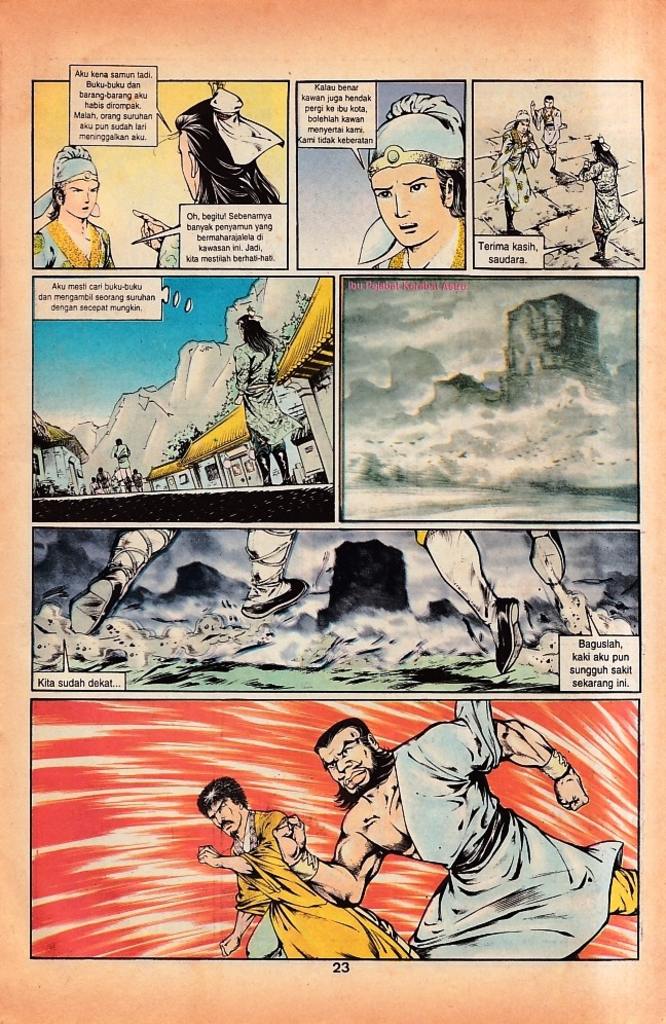 Aku kena samun tadi.
Buku-buku dan
barang-barang aku
habis dirompak.
Malah, orang suruhan
aku pun sudah lari
meninggalkan aku.
Oh, begitu! Sebenarnya
banyak penyamun yang
bermaharajalela di
kawasan ini. Jadi,
kita mestilah berhati-hati.
Kalau benar
kawan juga hendak
pergi ke ibu kota,
bolehlah kawan
menyertai kami.
Kami tidak keberatan
Terima kasih,
saudara.
Aku mesti cari buku-buku
dan mengambil seorang suruhan
dengan secepat mungkin.
Ibu Pejabat Kerabat Astro
Kita sudah dekat...
Baguslah,
kaki aku pun
sungguh sakit
sekarang ini.
23